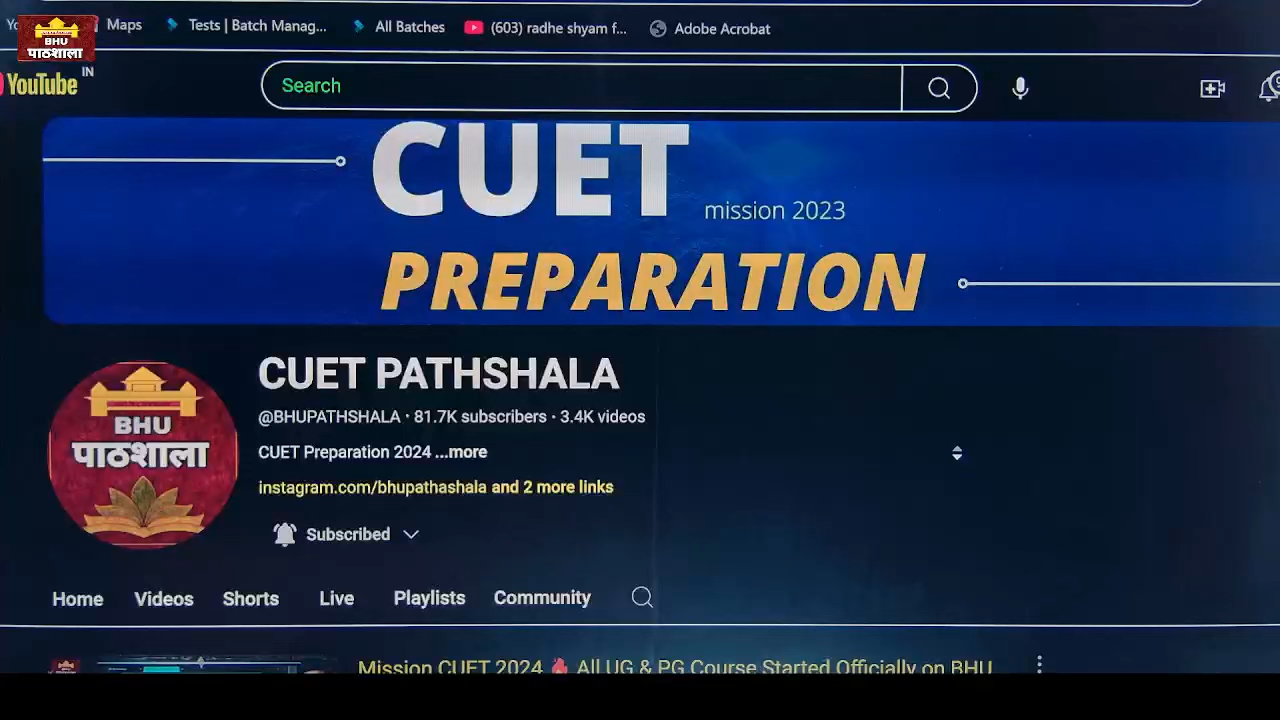 Maps
Tests | Batch Manag...
All Batches
(603) radhe shyam f...
Adobe Acrobat
BHU
पाठशाला
YouTube IN
Search
CUET
mission 2023
PREPARATION
CUET PATHSHALA
@BHUPATHSHALA · 81.7K subscribers · 3.4K videos
CUET Preparation 2024 ...more
instagram.com/bhupathashala and 2 more links
Subscribed
BHU
पाठशाला
Home
Videos
Shorts
Live
Playlists
Community
Mission CUET 2024 🔥 All UG & PG Course Started Officially on BHU